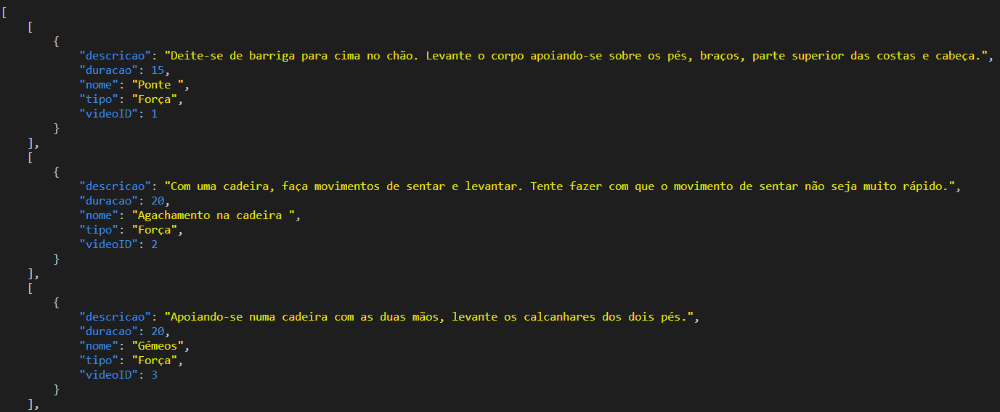 [
    [
        {
            "descricao": "Deite-se de barriga para cima no chão. Levante o corpo apoiando-se sobre os pés, braços, parte superior das costas e cabeça.",
            "duracao": 15,
            "nome": "Ponte ",
            "tipo": "Força",
            "videoID": 1
        }
    ],
    [
        {
            "descricao": "Com uma cadeira, faça movimentos de sentar e levantar. Tente fazer com que o movimento de sentar não seja muito rápido.",
            "duracao": 20,
            "nome": "Agachamento na cadeira ",
            "tipo": "Força",
            "videoID": 2
        }
    ],
    [
        {
            "descricao": "Apoiando-se numa cadeira com as duas mãos, levante os calcanhares dos dois pés.",
            "duracao": 20,
            "nome": "Gémeos",
            "tipo": "Força",
            "videoID": 3
        }
    ],